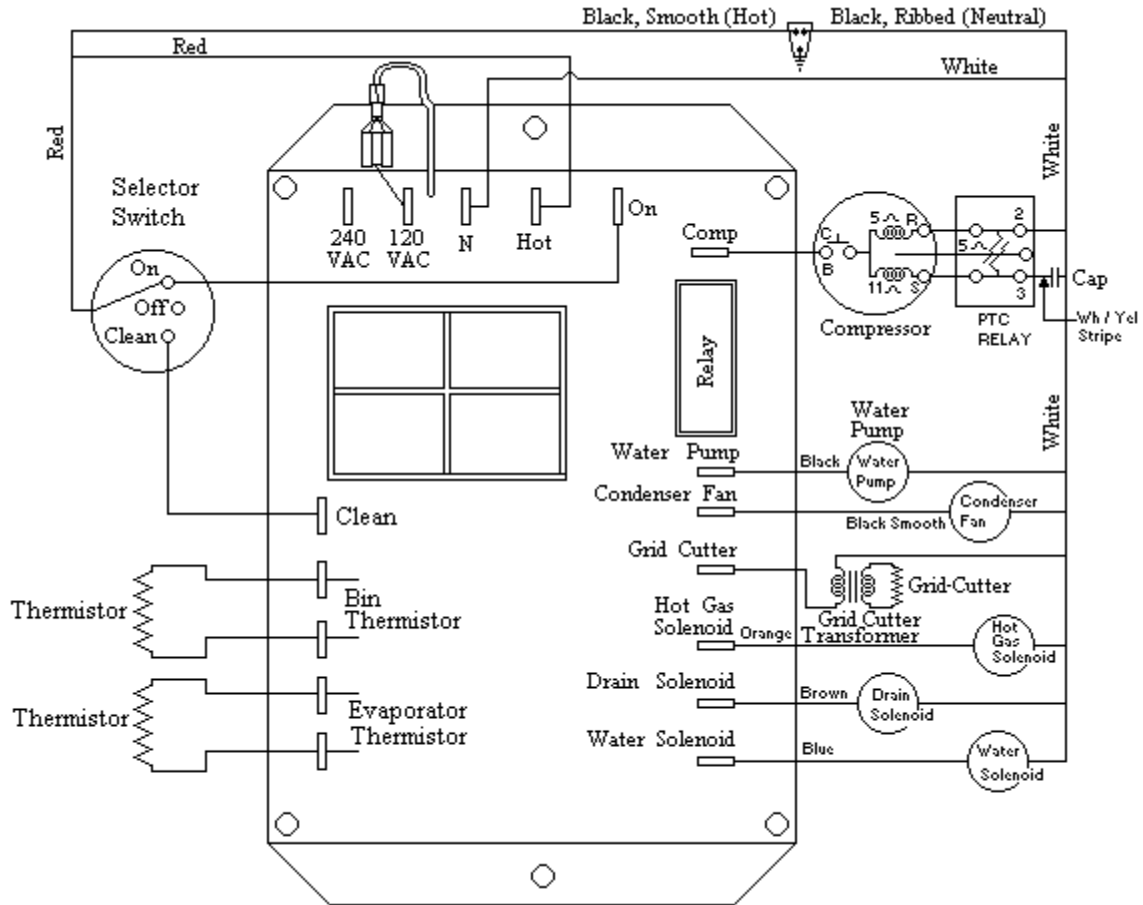 Black, Smooth (Hot)
Black, Ribbed (Neutral)
Red
White
Red
White
Selector
Switch
On
Off
Clean
240
VAC
120
VAC
N
Hot
On
Comp
C
B
5
R
11
S
Compressor
2
5
3
PTC
RELAY
Cap
Wh / Yel
Stripe
Relay
White
Water Pump
Water
Pump
Black
Water
Pump
Condenser Fan
Black Smooth
Condenser
Fan
Clean
Grid Cutter
Grid-Cutter
Grid Cutter
Transformer
Thermistor
Bin
Thermistor
Hot Gas
Solenoid
Orange
Hot
Gas
Solenoid
Drain Solenoid
Brown
Drain
Solenoid
Thermistor
Evaporator
Thermistor
Water Solenoid
Blue
Water
Solenoid